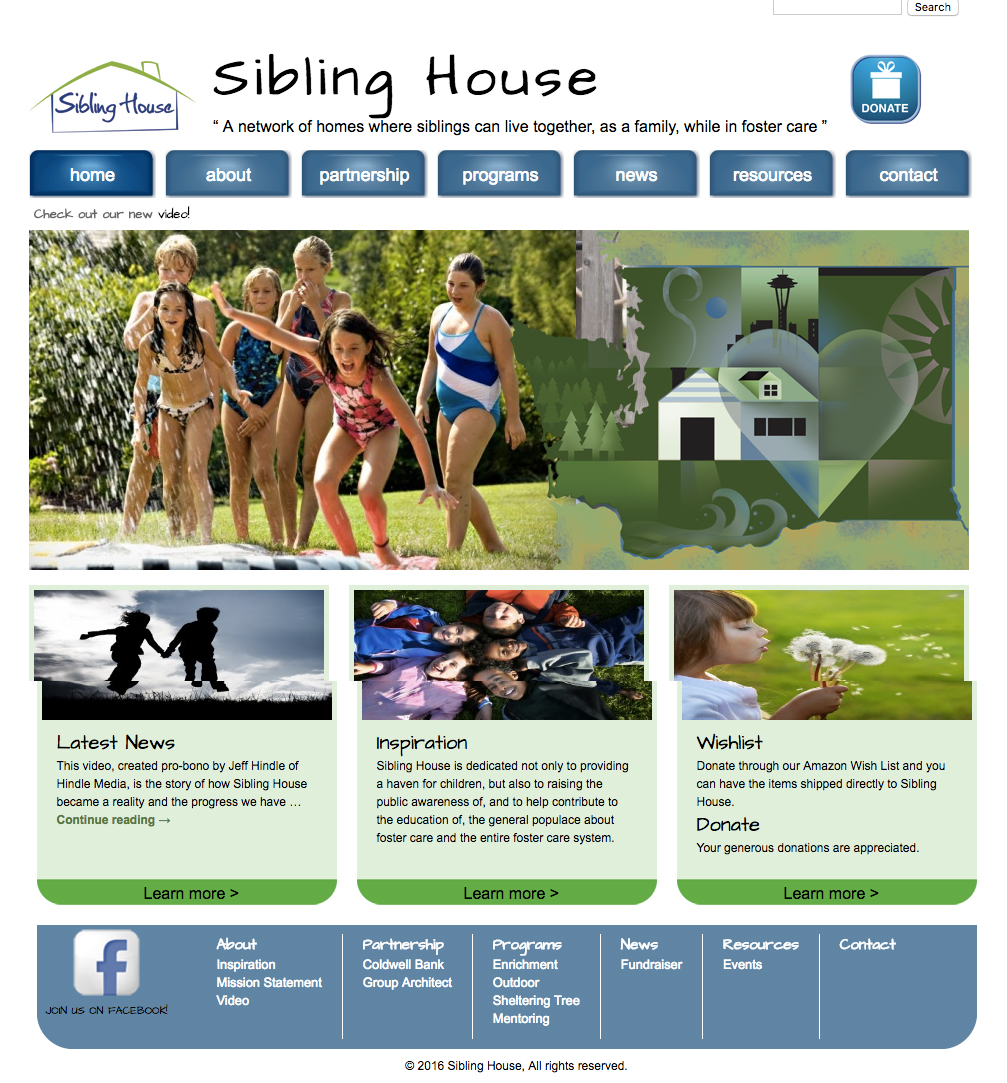 Search
Sibling House
Sibling House
“ A network of homes where siblings can live together, as a family, while in foster care ”
DONATE
home
about
partnership
programs
news
resources
contact
Check out our new video!
Latest News
This video, created pro-bono by Jeff Hindle of
Hindle Media, is the story of how Sibling House
became a reality and the progress we have …
Continue reading →
Learn more >
Inspiration
Sibling House is dedicated not only to providing
a haven for children, but also to raising the
public awareness of, and to help contribute to
the education of, the general populace about
foster care and the entire foster care system.
Learn more >
Wishlist
Donate through our Amazon Wish List and you
can have the items shipped directly to Sibling
House.
Donate
Your generous donations are appreciated.
Learn more >
f
JOIN US ON FACEBOOK!
About
Inspiration
Mission Statement
Video
Partnership
Coldwell Bank
Group Architect
Programs
Enrichment
Outdoor
Sheltering Tree
Mentoring
News
Fundraiser
Resources
Events
Contact
© 2016 Sibling House, All rights reserved.